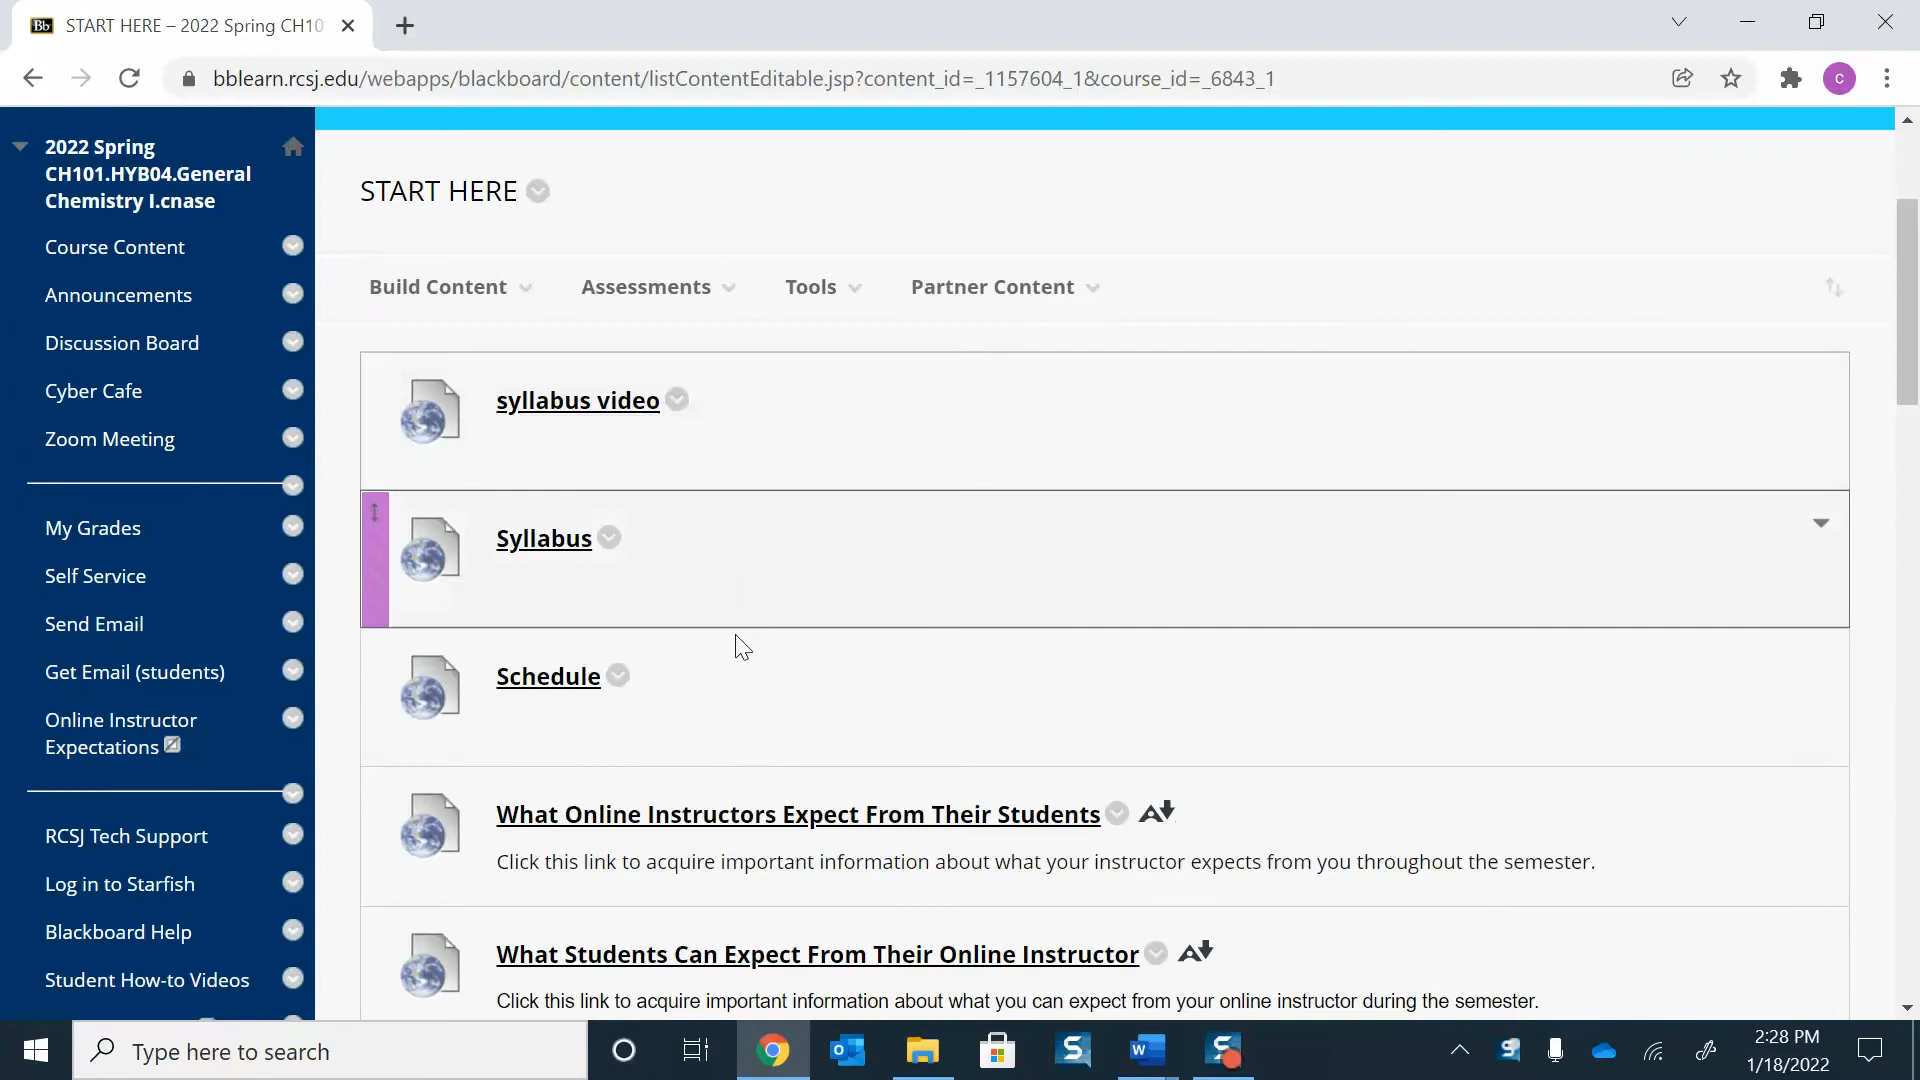 Bb START HERE – 2022 Spring CH10
bblearn.rcsj.edu/webapps/blackboard/content/listContentEditable.jsp?content_id=_1157604_1&course_id=_6843_1
c
2022 Spring
CH101.HYB04.General
Chemistry I.cnase
Course Content
Announcements
Discussion Board
Cyber Cafe
Zoom Meeting
My Grades
Self Service
Send Email
Get Email (students)
Online Instructor
Expectations
RCSJ Tech Support
Log in to Starfish
Blackboard Help
Student How-to Videos
START HERE
Build Content
Assessments
Tools
Partner Content
syllabus video
Syllabus
Schedule
What Online Instructors Expect From Their Students
Click this link to acquire important information about what your instructor expects from you throughout the semester.
What Students Can Expect From Their Online Instructor
Click this link to acquire important information about what you can expect from your online instructor during the semester.
Type here to search
2:28 PM
1/18/2022